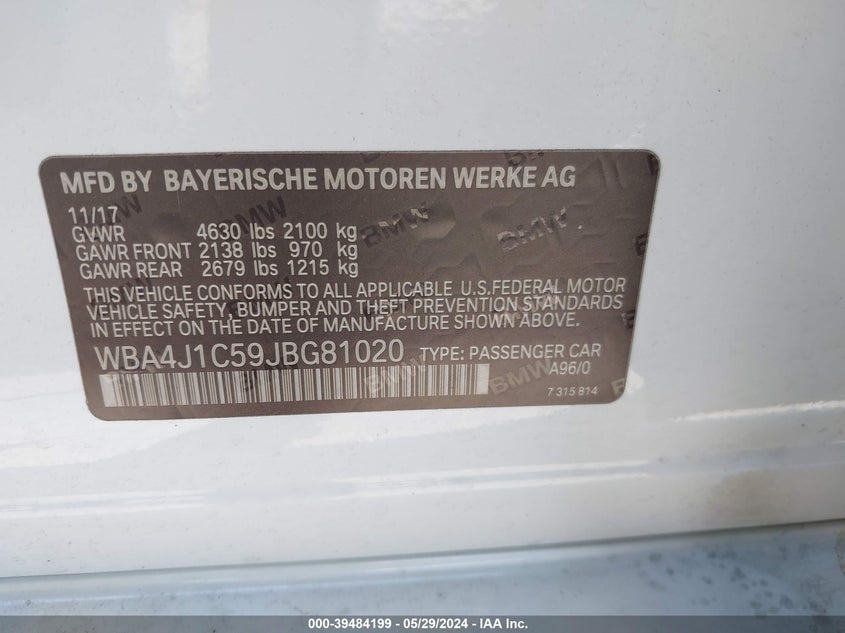 MFD BY BAYERISCHE MOTOREN WERKE AG
11/17
GVWR 4630 lbs 2100 kg
GAWR FRONT 2138 lbs 970 kg
GAWR REAR 2679 lbs 1215 kg
THIS VEHICLE CONFORMS TO ALL APPLICABLE U.S.FEDERAL MOTOR
VEHICLE SAFETY, BUMPER AND THEFT PREVENTION STANDARDS
IN EFFECT ON THE DATE OF MANUFACTURE SHOWN ABOVE.
WBA4J1C59JBG81020 TYPE: PASSENGER CAR
A96/0
7 315 814
000-39484199 - 05/29/2024 - IAA Inc.